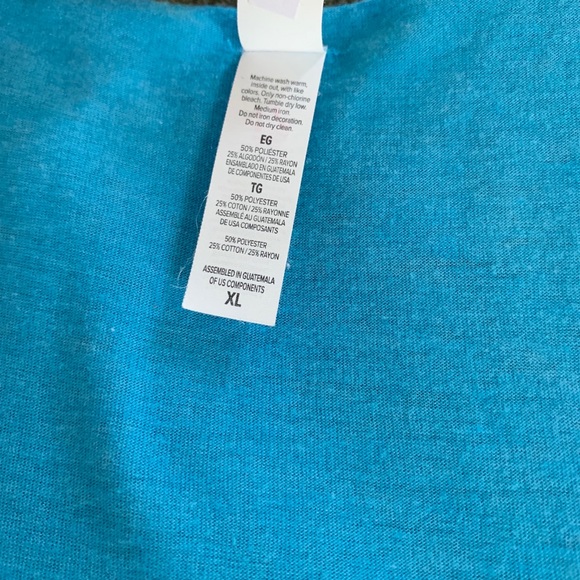 Machine wash warm,
inside out, with like
colors. Only non-chlorine
bleach. Tumble dry low.
Medium iron.
Do not iron decoration.
Do not dry clean.
EG
50% POLIÉSTER
25% ALGODÓN / 25% RAYON
ENSAMBLADO EN GUATEMALA
DE COMPONENTES DE USA
TG
50% POLYESTER
25% COTON / 25% RAYONNE
ASSEMBLÉ AU GUATEMALA
DE USA COMPOSANTS
50% POLYESTER
25% COTTON / 25% RAYON
ASSEMBLED IN GUATEMALA
OF US COMPONENTS
XL